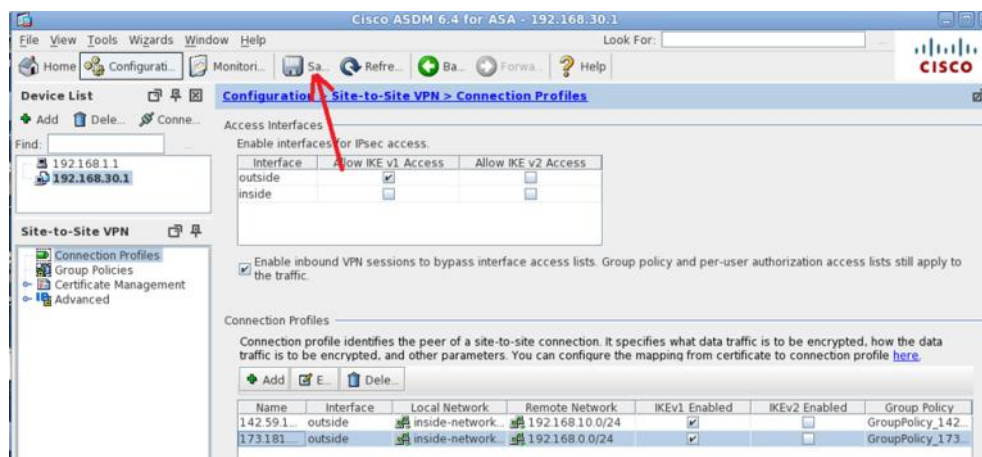 Cisco ASDM 6.4 for ASA - 192.168.30.1
File View Tools Wizards Window Help Look For:
Home Configurati... Monitori... Sa... Refre... Ba... Forwa... Help
CISCO
Device List
Configuration > Site-to-Site VPN > Connection Profiles
Add Dele... Conne...
Find:
192.168.1.1
192.168.30.1
Access Interfaces
Enable interfaces for IPsec access.
Interface Allow IKE v1 Access Allow IKE v2 Access
outside
inside
Site-to-Site VPN
Connection Profiles
Group Policies
Certificate Management
Advanced
Enable inbound VPN sessions to bypass interface access lists. Group policy and per-user authorization access lists still apply to
the traffic.
Connection Profiles
Connection profile identifies the peer of a site-to-site connection. It specifies what data traffic is to be encrypted, how the data
traffic is to be encrypted, and other parameters. You can configure the mapping from certificate to connection profile here.
Add E... Dele...
Name Interface Local Network Remote Network IKEv1 Enabled IKEv2 Enabled Group Policy
142.59.1... outside inside-network... 192.168.10.0/24 GroupPolicy_142...
173.181.... outside inside-network... 192.168.0.0/24 GroupPolicy_173...